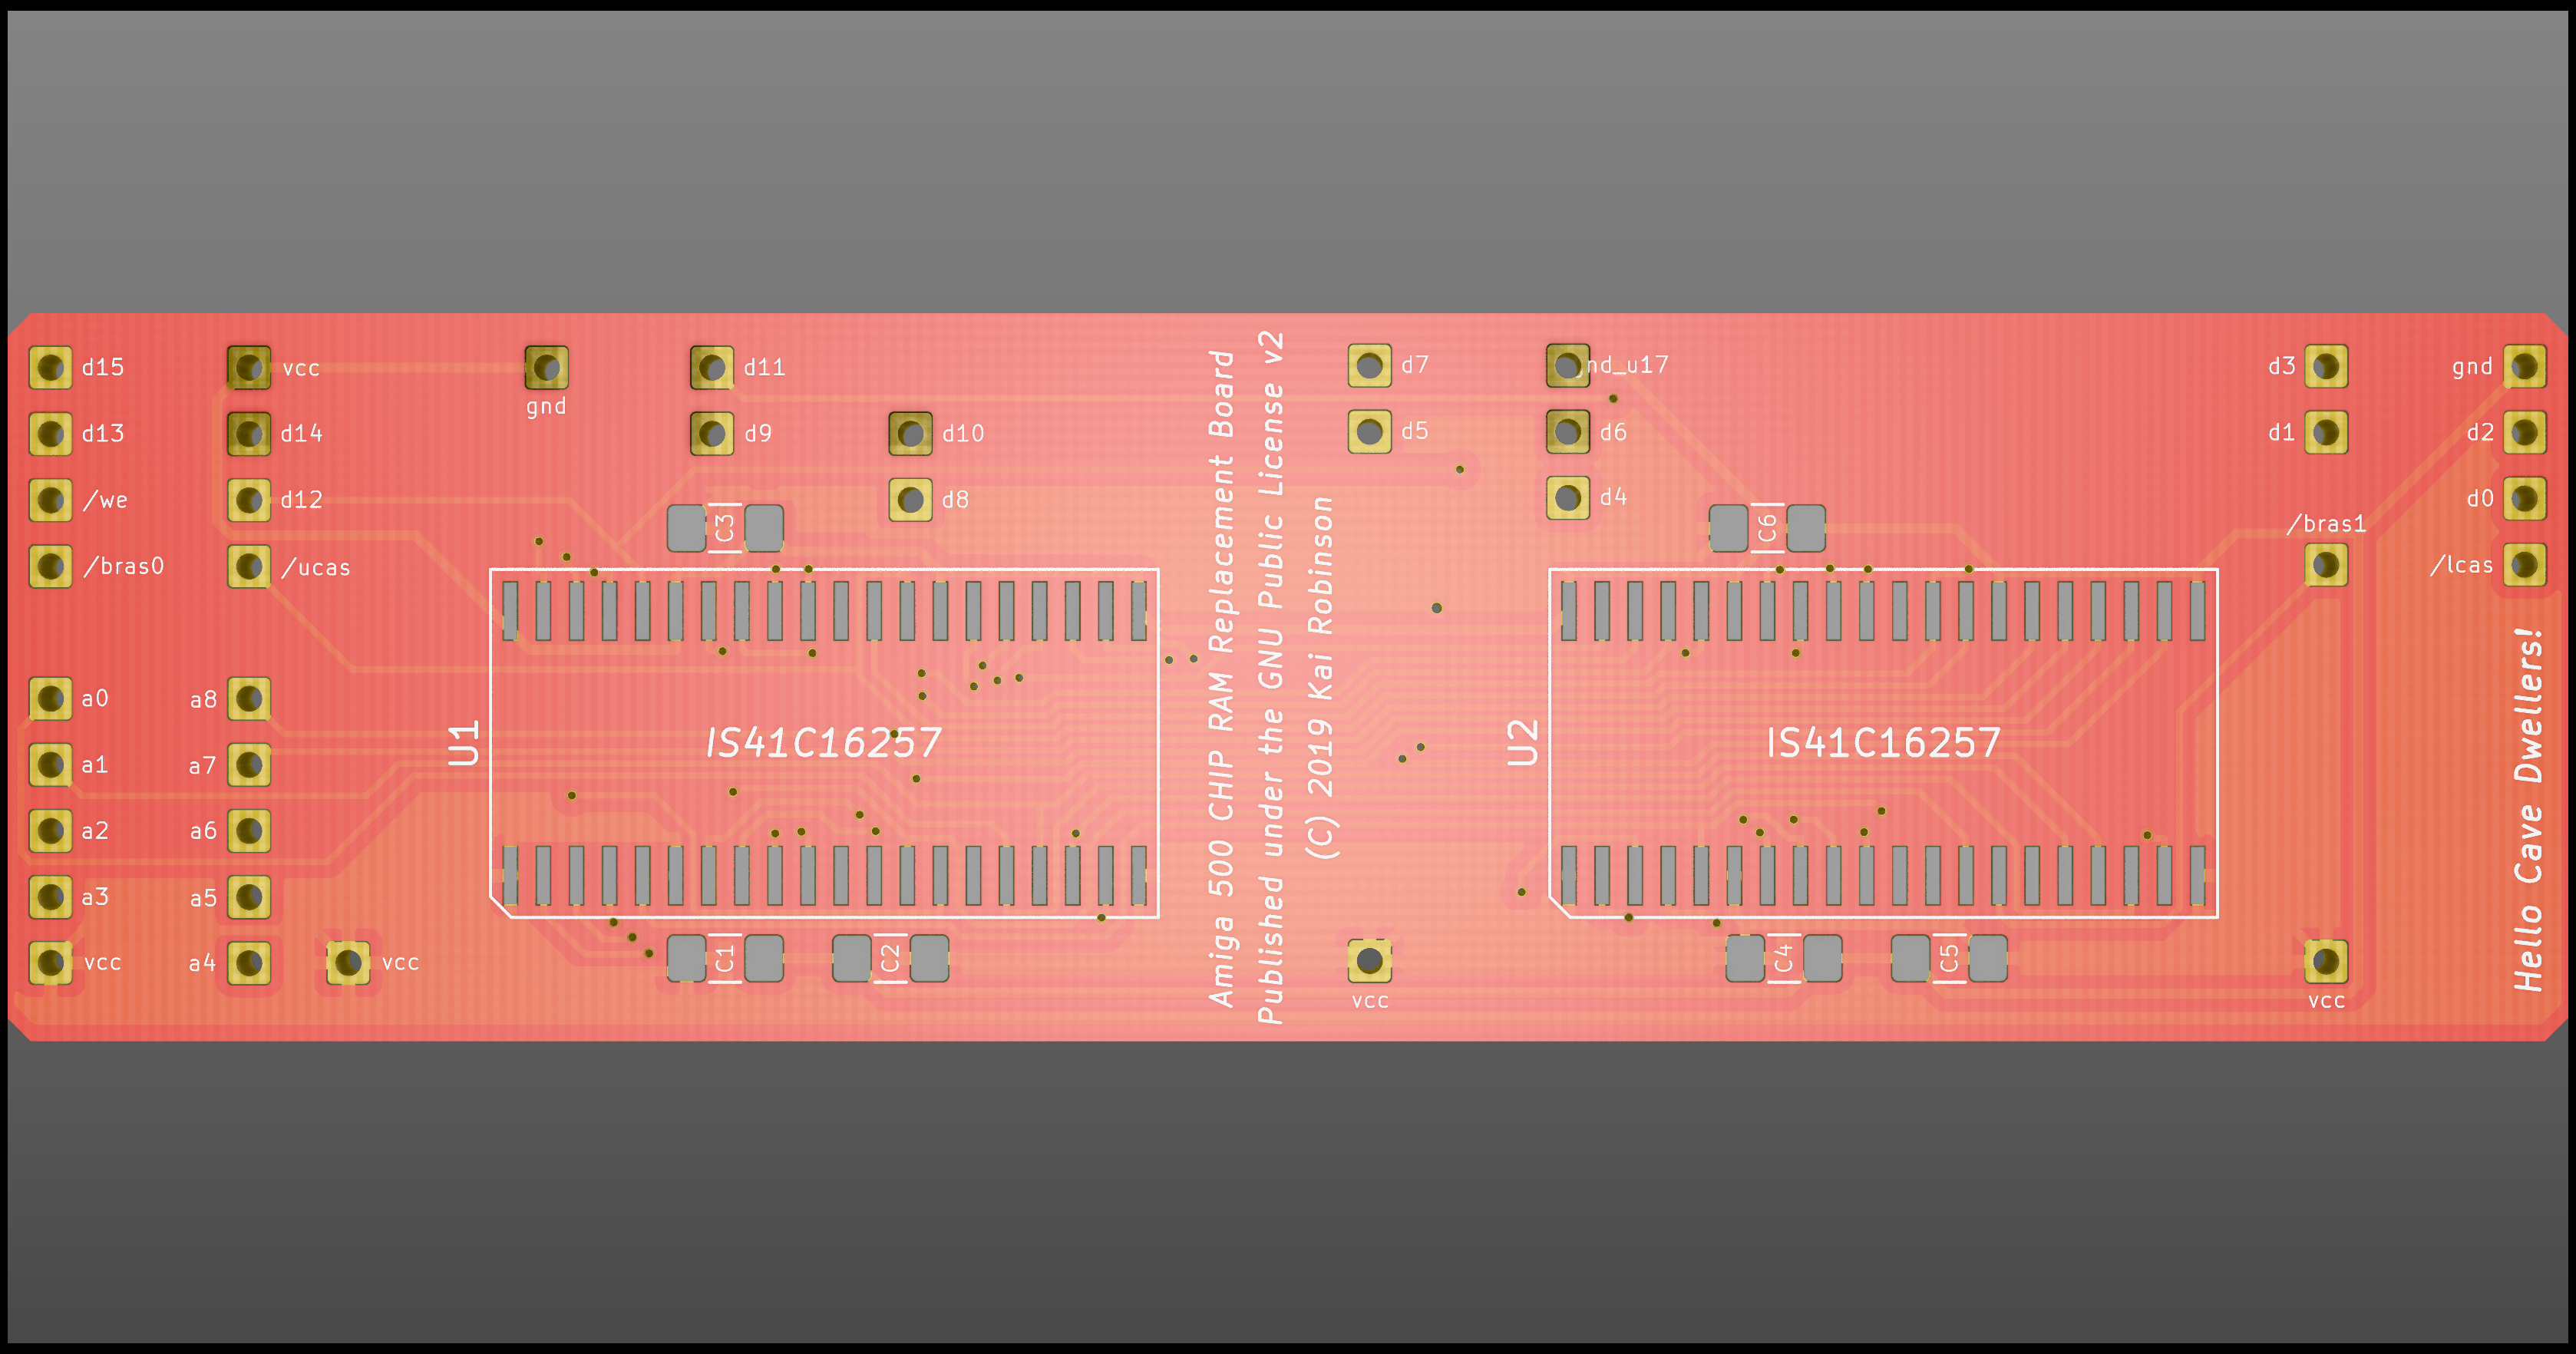 d15
vcc
d11
d7
nd_u17
d3
gnd
gnd
d13
d14
d9
d10
d5
d6
d1
d2
/we
d12
d8
d4
d0
C3
C6
/bras1
/bras0
/ucas
/lcas
a0
a8
a1
a7
a2
a6
a3
a5
vcc
a4
vcc
U1
IS41C16257
C1
C2
Amiga 500 CHIP RAM Replacement Board
Published under the GNU Public License v2
(C) 2019 Kai Robinson
vcc
U2
IS41C16257
C4
C5
vcc
Hello Cave Dwellers!